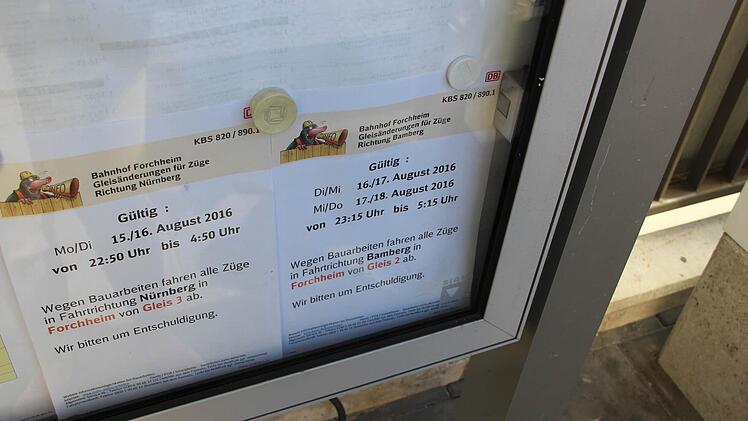 KBS 820 / 890.1
Bahnhof Forchheim
Gleisänderungen für Züge
Richtung Nürnberg
Gültig :
Mo/Di 15./16. August 2016
von 22:50 Uhr bis 4:50 Uhr
Wegen Bauarbeiten fahren alle Züge
in Fahrtrichtung Nürnberg in
Forchheim von Gleis 3 ab.
Wir bitten um Entschuldigung.
DB
KBS 820 / 890.1
Bahnhof Forchheim
Gleisänderungen für Züge
Richtung Bamberg
Gültig :
Di/Mi 16./17. August 2016
Mi/Do 17./18. August 2016
von 23:15 Uhr bis 5:15 Uhr
Wegen Bauarbeiten fahren alle Züge
in Fahrtrichtung Bamberg in
Forchheim von Gleis 2 ab.
Wir bitten um Entschuldigung.